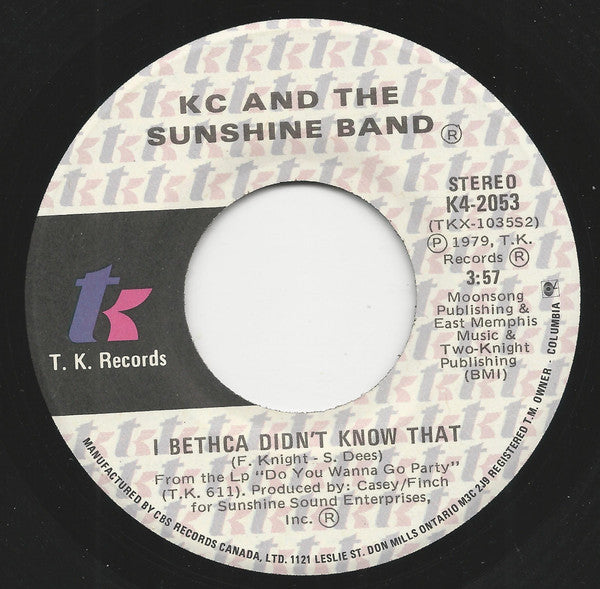 KC AND THE
SUNSHINE BAND ®
STEREO
K4-2053
(TKX-1035S2)
Ⓟ 1979, T.K.
Records ®
3:57
Moonsong
Publishing &
East Memphis
Music &
Two-Knight
Publishing
(BMI)
tk
T. K. Records
I BETHCA DIDN'T KNOW THAT
(F. Knight - S. Dees)
From the Lp "Do You Wanna Go Party"
(T.K. 611). Produced by: Casey/Finch
for Sunshine Sound Enterprises,
Inc. ®
MANUFACTURED BY CBS RECORDS CANADA, LTD. 1121 LESLIE ST. DON MILLS ONTARIO M3C 2J9 REGISTERED T.M. OWNER · COLUMBIA